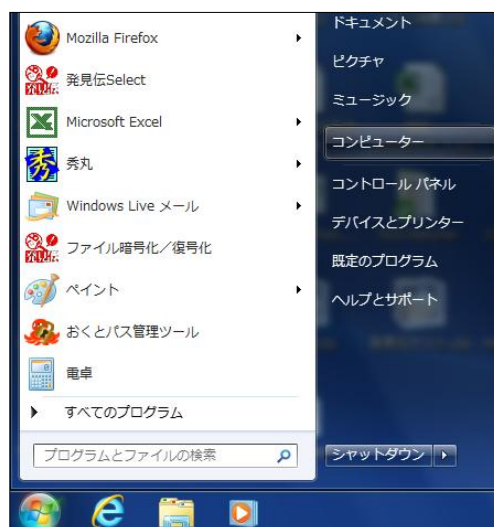 Mozilla Firefox
発見伝Select
Microsoft Excel
秀丸
Windows Live メール
ファイル暗号化／復号化
ペイント
おくとパス管理ツール
電卓
すべてのプログラム
プログラムとファイルの検索
ドキュメント
ピクチャ
ミュージック
コンピューター
コントロール パネル
デバイスとプリンター
既定のプログラム
ヘルプとサポート
シャットダウン